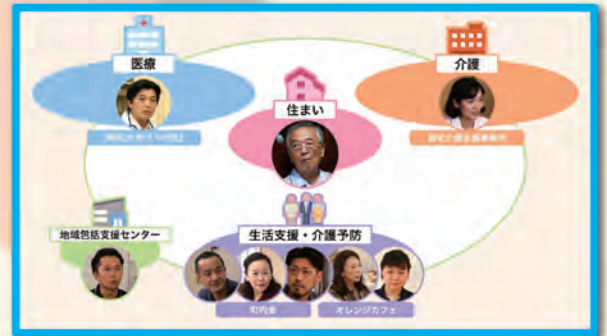 医療
介護
住まい
地域包括支援センター
生活支援・介護予防
町内会
オレンジカフェ